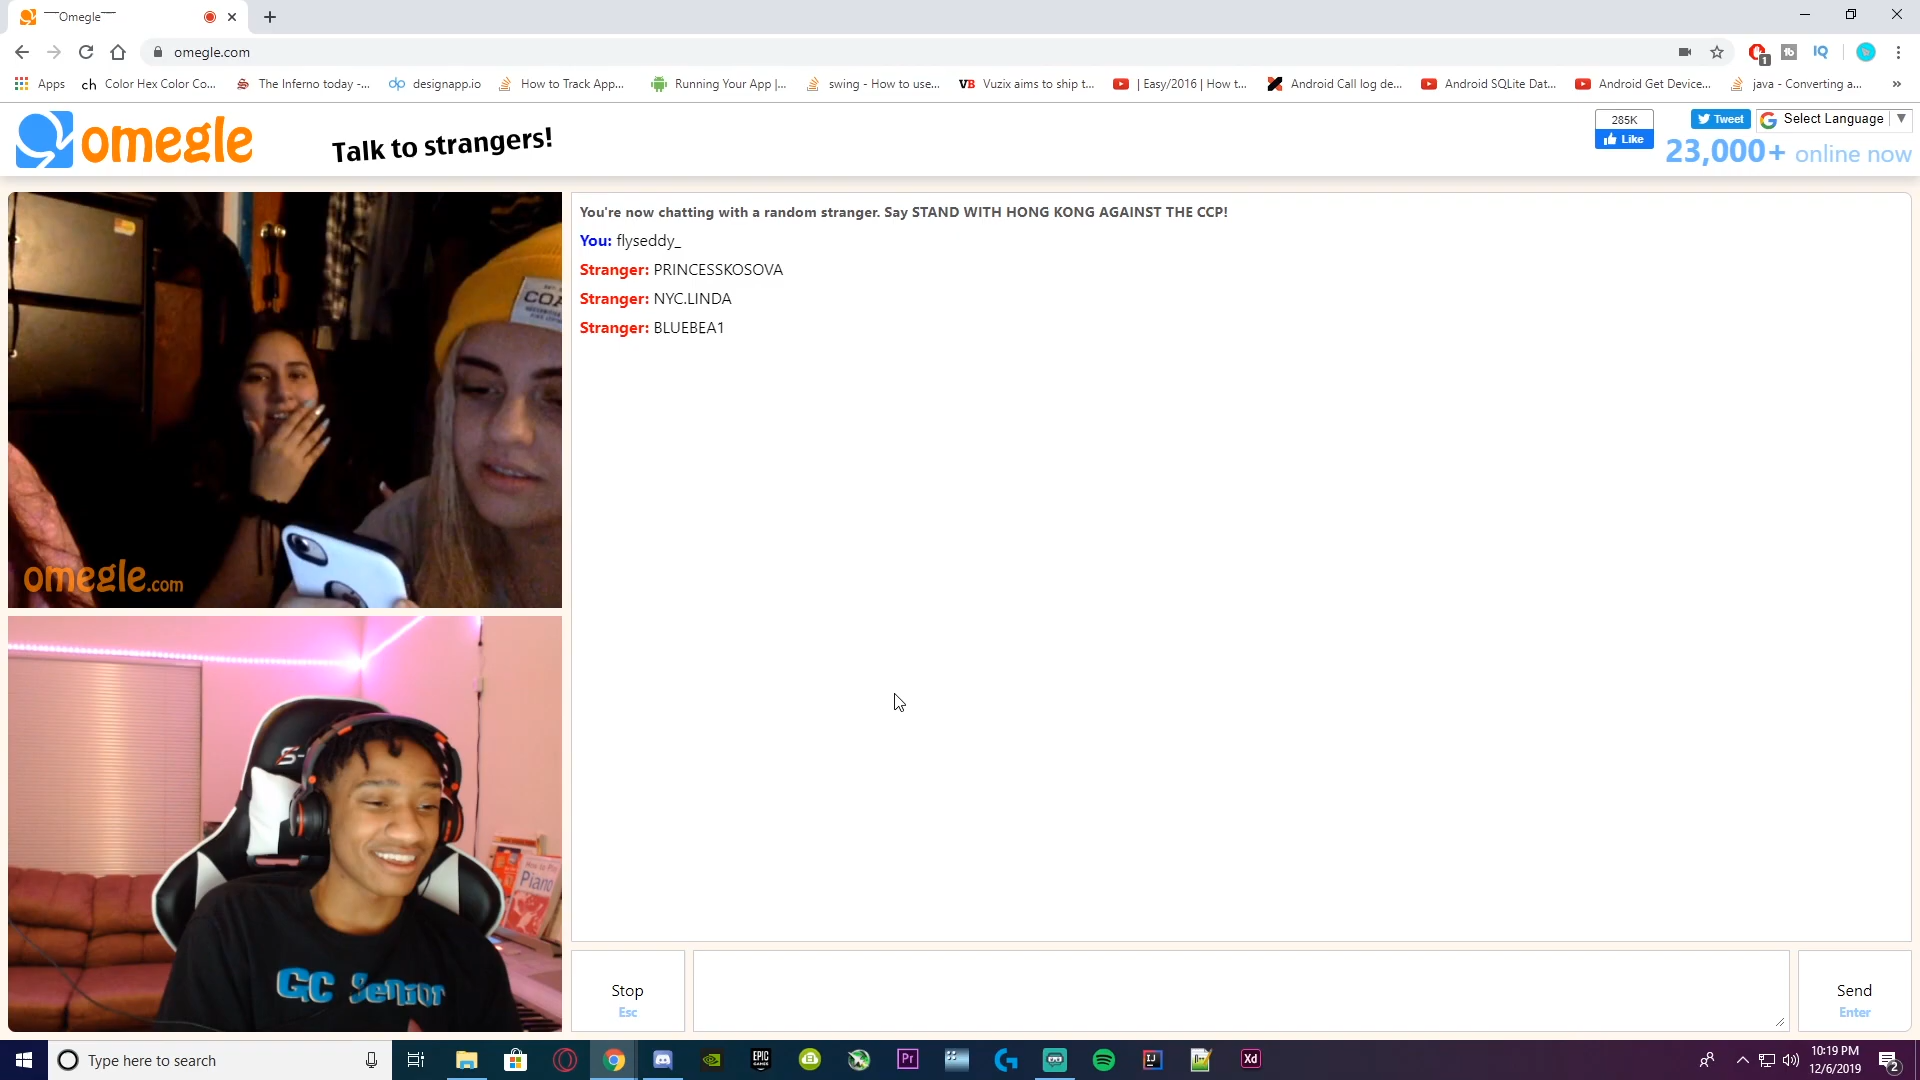 Omegle
omegle.com
Apps
Color Hex Color Co...
The Inferno today -...
designapp.io
How to Track App...
Running Your App |...
swing - How to use...
Vuzix aims to ship t...
| Easy/2016 | How t...
Android Call log de...
Android SQLite Dat...
Android Get Device...
java - Converting a...
omegle
Talk to strangers!
285K
Like
Tweet
Select Language
23,000+ online now
You're now chatting with a random stranger. Say STAND WITH HONG KONG AGAINST THE CCP!
You: flyseddy_
Stranger: PRINCESSKOSOVA
Stranger: NYC.LINDA
Stranger: BLUEBEA1
omegle.com
Piano
GC Senior
Stop
Esc
Send
Enter
Type here to search
10:19 PM
12/6/2019